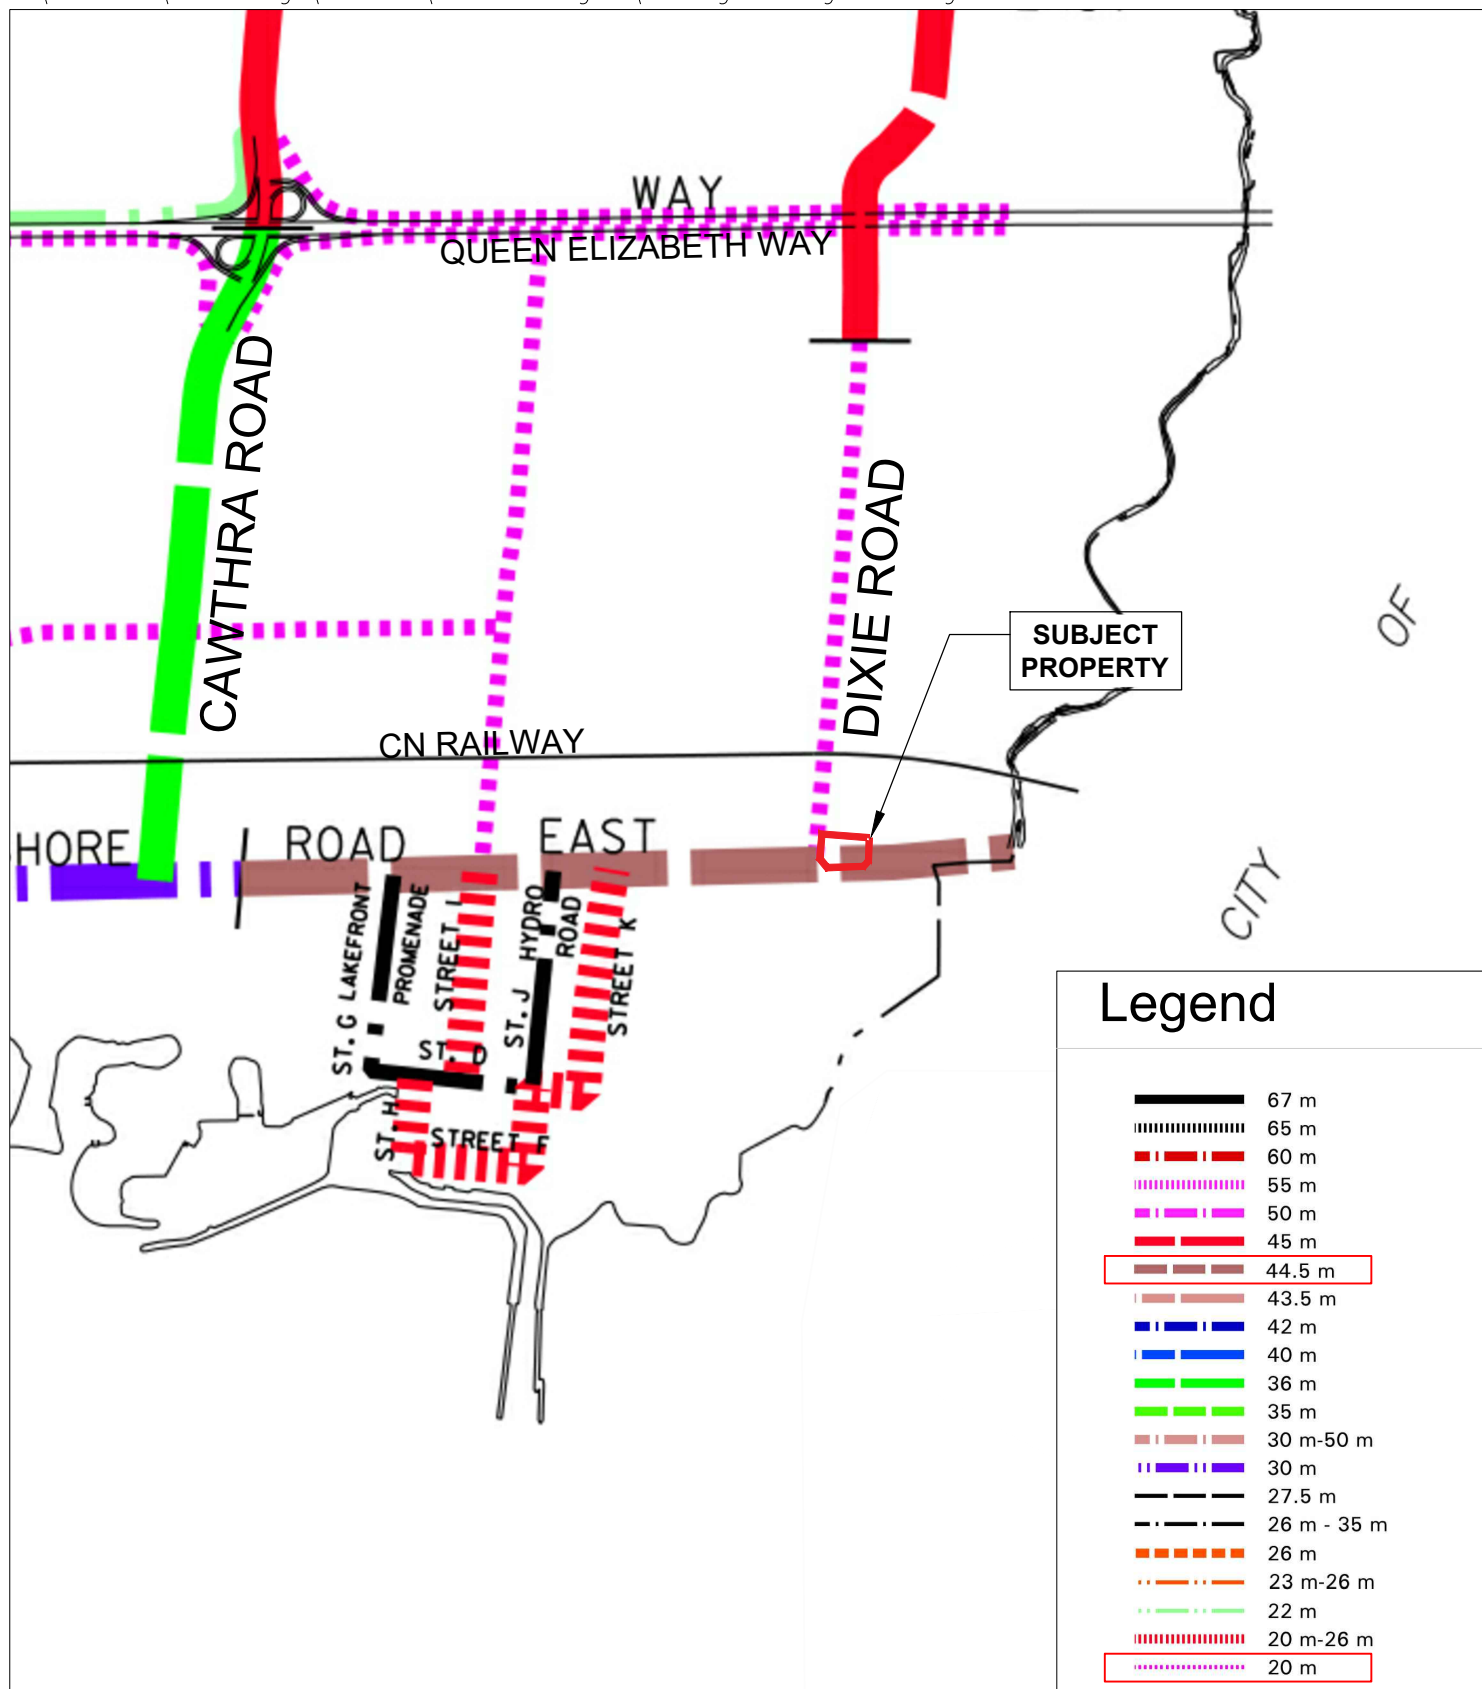 WAY
QUEEN ELIZABETH WAY
CAWTHRA ROAD
DIXIE ROAD
OF
SUBJECT
PROPERTY
CN RAILWAY
HORE
ROAD
EAST
CITY
ST. G LAKEFRONT
PROMENADE
STREET I
ST. J HYDRO
ROAD
STREET K
ST. D
ST. H
STREET F
Legend
67 m
65 m
60 m
55 m
50 m
45 m
44.5 m
43.5 m
42 m
40 m
36 m
35 m
30 m-50 m
30 m
27.5 m
26 m - 35 m
26 m
23 m-26 m
22 m
20 m-26 m
20 m